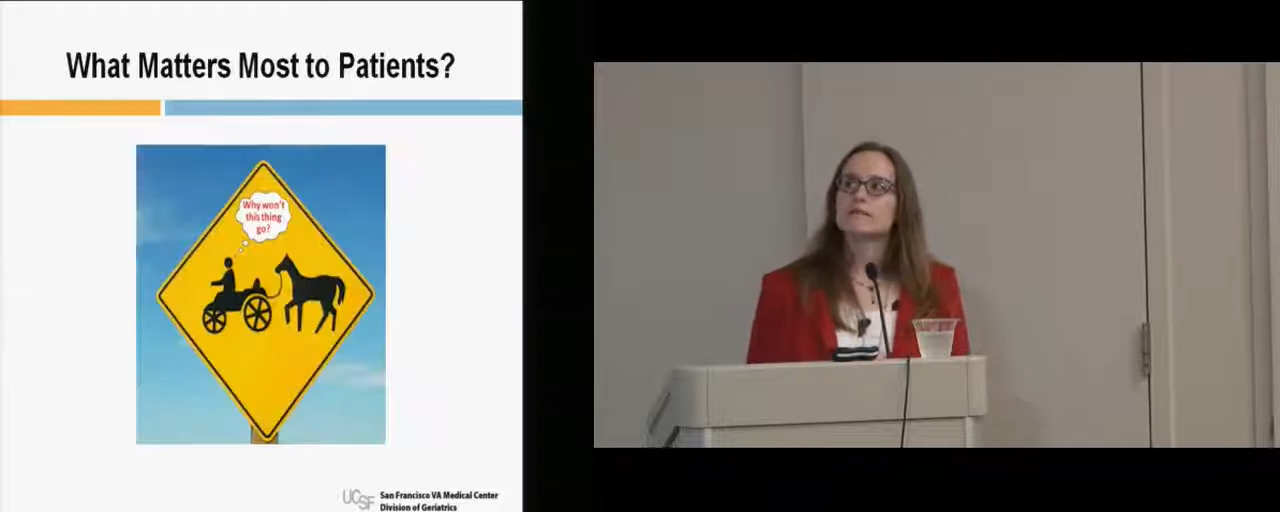 What Matters Most to Patients?
Why won't
this thing
go?
UCSF
San Francisco VA Medical Center
Division of Geriatrics